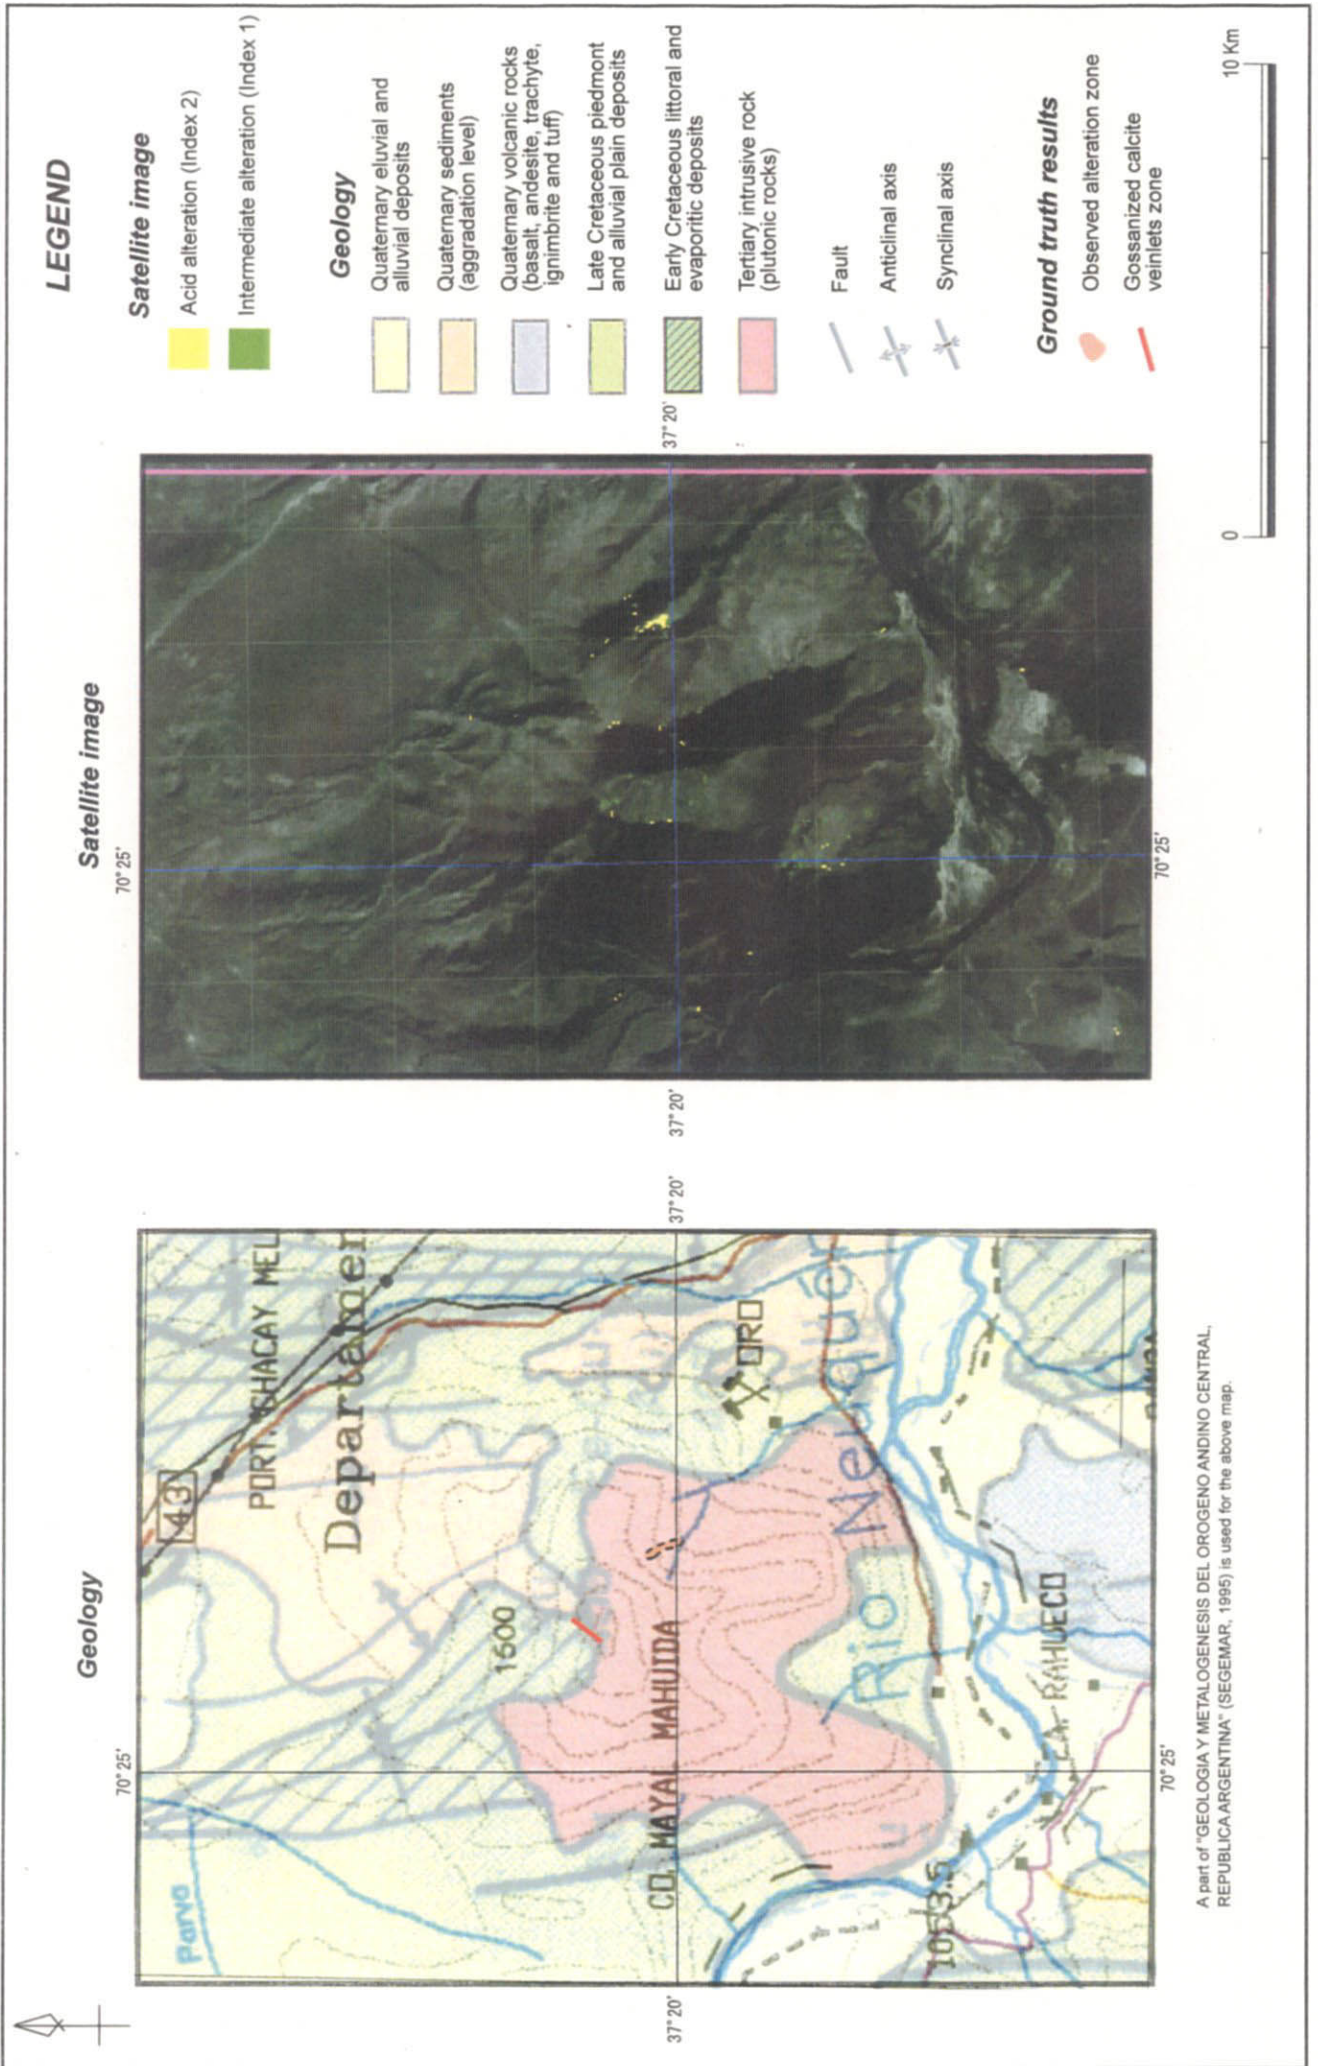 Geology
Satellite image
LEGEND
70°25'
70°25'
37°20'
37°20'
37°20'
37°20'
70°25'
70°25'
Parva
43
PORT. CHACAY MEL
Departamen
1600
CO. MAYAL MAHUIDA
ORO
Rio Neuquén
1053.5
EA. RAHUECO
A part of "GEOLOGIA Y METALOGENESIS DEL OROGENO ANDINO CENTRAL,
REPUBLICA ARGENTINA" (SEGEMAR, 1995) is used for the above map.
Satellite image
Acid alteration (Index 2)
Intermediate alteration (Index 1)
Geology
Quaternary eluvial and
alluvial deposits
Quaternary sediments
(aggradation level)
Quaternary volcanic rocks
(basalt, andesite, trachyte,
ignimbrite and tuff)
Late Cretaceous piedmont
and alluvial plain deposits
Early Cretaceous littoral and
evaporitic deposits
Tertiary intrusive rock
(plutonic rocks)
Fault
Anticlinal axis
Synclinal axis
Ground truth results
Observed alteration zone
Gossanized calcite
veinlets zone
0
10 Km